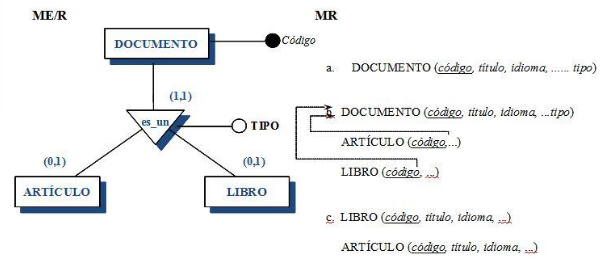 ME/R
MR
DOCUMENTO
Código
(1,1)
es_un
TIPO
(0,1)
(0,1)
ARTÍCULO
LIBRO
a. DOCUMENTO (código, título, idioma, ...... tipo)
b. DOCUMENTO (código, título, idioma, ...tipo)
ARTÍCULO (código,...)
LIBRO (código, ...)
c. LIBRO (código, título, idioma, ...)
ARTÍCULO (código, título, idioma, ...)